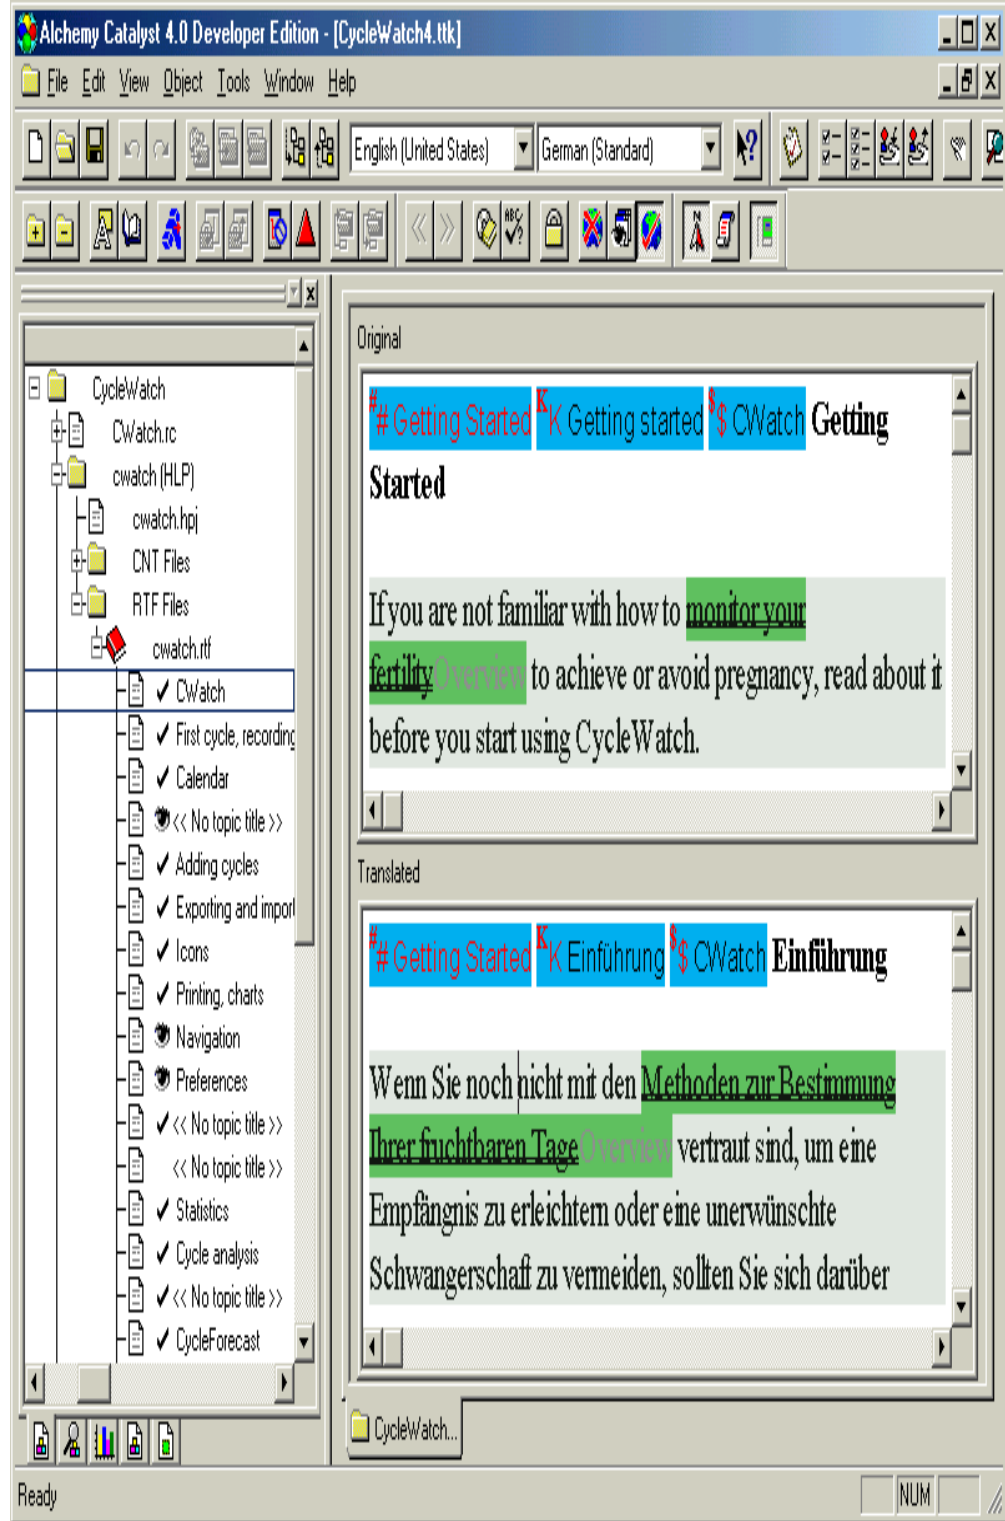 Alchemy Catalyst 4.0 Developer Edition - [CycleWatch4.ttk]
File Edit View Object Tools Window Help
English (United States) German (Standard)
CycleWatch
CWatch.rc
cwatch (HLP)
cwatch.hpj
CNT Files
RTF Files
cwatch.rtf
CWatch
First cycle, recording
Calendar
<< No topic title >>
Adding cycles
Exporting and import
Icons
Printing, charts
Navigation
Preferences
<< No topic title >>
<< No topic title >>
Statistics
Cycle analysis
<< No topic title >>
CycleForecast
Original
## Getting Started KK Getting started $$ CWatch Getting
Started
If you are not familiar with how to monitor your
fertilityOverview to achieve or avoid pregnancy, read about it
before you start using CycleWatch.
Translated
## Getting Started KK Einführung $$ CWatch Einführung
Wenn Sie noch nicht mit den Methoden zur Bestimmung
Ihrer fruchtbaren TageOverview vertraut sind, um eine
Empfängnis zu erleichtern oder eine unerwünschte
Schwangerschaft zu vermeiden, sollten Sie sich darüber
CycleWatch...
Ready NUM